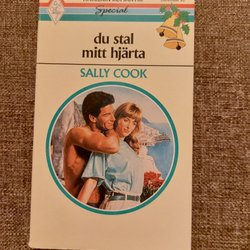 Special
du stal
mitt hjärta
SALLY COOK